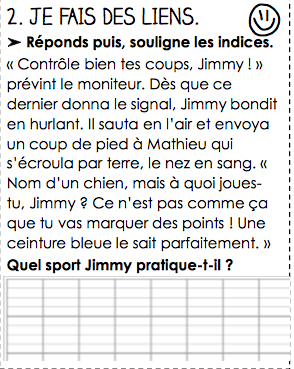 2. JE FAIS DES LIENS.
➤ Réponds puis, souligne les indices.
« Contrôle bien tes coups, Jimmy ! »
prévint le moniteur. Dès que ce
dernier donna le signal, Jimmy bondit
en hurlant. Il sauta en l'air et envoya
un coup de pied à Mathieu qui
s'écroula par terre, le nez en sang. «
Nom d'un chien, mais à quoi joues-
tu, Jimmy ? Ce n'est pas comme ça
que tu vas marquer des points ! Une
ceinture bleue le sait parfaitement. »
Quel sport Jimmy pratique-t-il ?